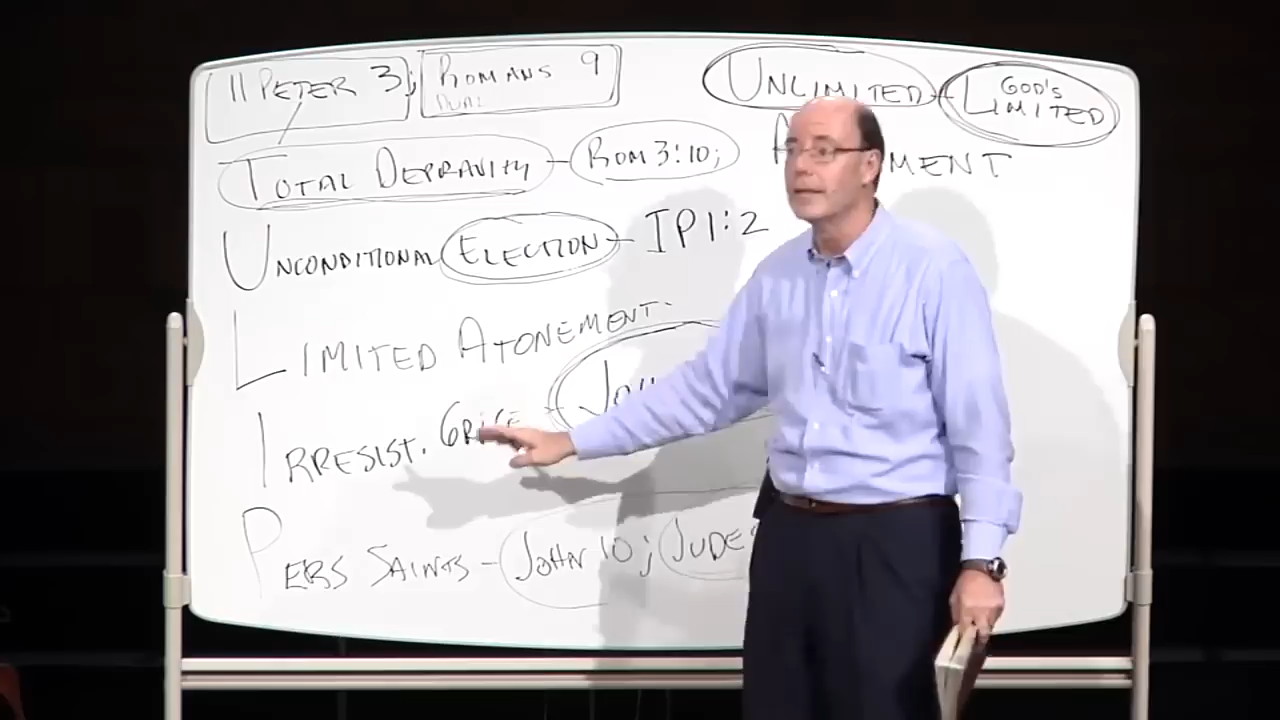 II PETER 3; ROMANS 9
UNLIMITED - GOD'S LIMITED
MENT
TOTAL DEPRAVITY - ROM 3:10;
UNCONDITIONAL ELECTION - IP1:2
LIMITED ATONEMENT
IRRESIST. GRACE -
PERS SAINTS - JOHN 10; JUDE